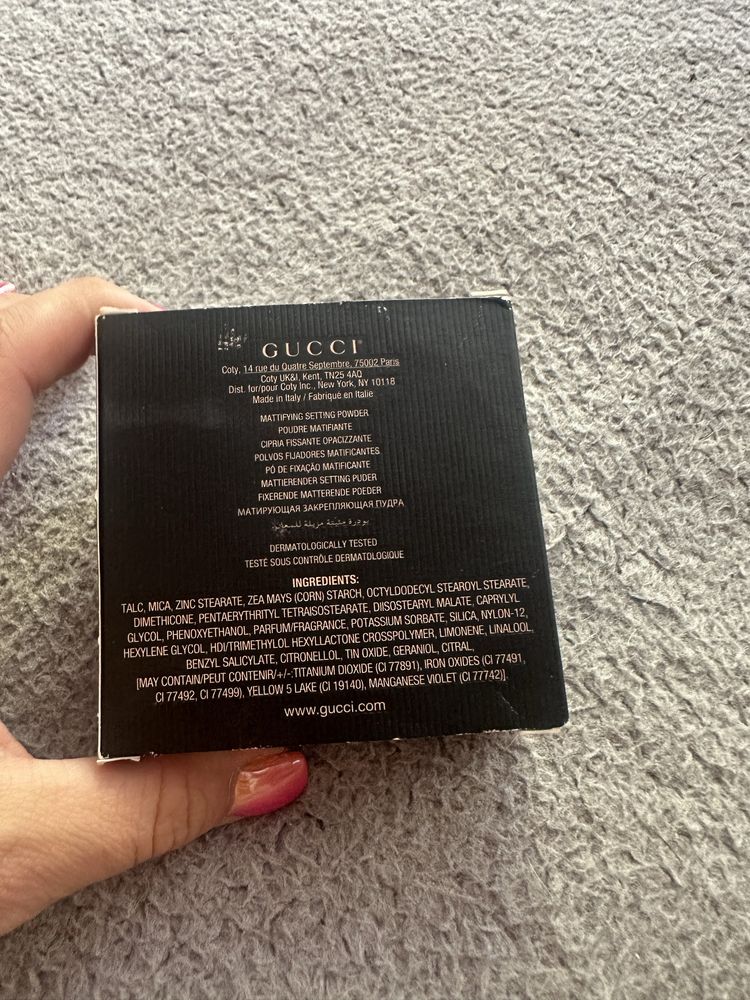 GUCCI
Coty, 14 rue du Quatre Septembre, 75002 Paris
Coty UK&I, Kent, TN25 4AQ
Dist. for/pour Coty Inc., New York, NY 10118
Made in Italy / Fabriqué en Italie
MATTIFYING SETTING POWDER
POUDRE MATIFIANTE
CIPRIA FISSANTE OPACIZZANTE
POLVOS FIJADORES MATIFICANTES
PÓ DE FIXAÇÃO MATIFICANTE
MATTIERENDER SETTING PUDER
FIXERENDE MATTERENDE POEDER
МАТИРУЮЩАЯ ЗАКРЕПЛЯЮЩАЯ ПУДРА
بودرة مثبتة مزيلة للمعان
DERMATOLOGICALLY TESTED
TESTÉ SOUS CONTRÔLE DERMATOLOGIQUE
INGREDIENTS:
TALC, MICA, ZINC STEARATE, ZEA MAYS (CORN) STARCH, OCTYLDODECYL STEAROYL STEARATE,
DIMETHICONE, PENTAERYTHRITYL TETRAISOSTEARATE, DIISOSTEARYL MALATE, CAPRYLYL
GLYCOL, PHENOXYETHANOL, PARFUM/FRAGRANCE, POTASSIUM SORBATE, SILICA, NYLON-12,
HEXYLENE GLYCOL, HDI/TRIMETHYLOL HEXYLLACTONE CROSSPOLYMER, LIMONENE, LINALOOL,
BENZYL SALICYLATE, CITRONELLOL, TIN OXIDE, GERANIOL, CITRAL,
[MAY CONTAIN/PEUT CONTENIR/+/-:TITANIUM DIOXIDE (CI 77891), IRON OXIDES (CI 77491,
CI 77492, CI 77499), YELLOW 5 LAKE (CI 19140), MANGANESE VIOLET (CI 77742)].
www.gucci.com